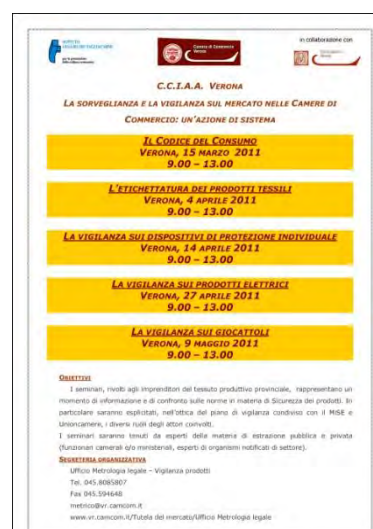 in collaborazione con
Camera di Commercio
Verona
C.C.I.A.A. VERONA
LA SORVEGLIANZA E LA VIGILANZA SUL MERCATO NELLE CAMERE DI
COMMERCIO: UN'AZIONE DI SISTEMA
IL CODICE DEL CONSUMO
VERONA, 15 MARZO 2011
9.00 – 13.00
L'ETICHETTATURA DEI PRODOTTI TESSILI
VERONA, 4 APRILE 2011
9.00 – 13.00
LA VIGILANZA SUI DISPOSITIVI DI PROTEZIONE INDIVIDUALE
VERONA, 14 APRILE 2011
9.00 – 13.00
LA VIGILANZA SUI PRODOTTI ELETTRICI
VERONA, 27 APRILE 2011
9.00 – 13.00
LA VIGILANZA SUI GIOCATTOLI
VERONA, 9 MAGGIO 2011
9.00 – 13.00
OBIETTIVI
I seminari, rivolti agli imprenditori del tessuto produttivo provinciale, rappresentano un
momento di informazione e di confronto sulle norme in materia di Sicurezza dei prodotti. In
particolare saranno esplicitati, nell'ottica del piano di vigilanza condiviso con il MiSE e
Unioncamere, i diversi ruoli degli attori coinvolti.
I seminari saranno tenuti da esperti della materia di estrazione pubblica e privata
(funzionari camerali e/o ministeriali, esperti di organismi notificati di settore).
SEGRETERIA ORGANIZZATIVA
Ufficio Metrologia legale – Vigilanza prodotti
Tel. 045.8085807
Fax 045.594648
metrico@vr.camcom.it
www.vr.camcom.it/Tutela del mercato/Ufficio Metrologia legale